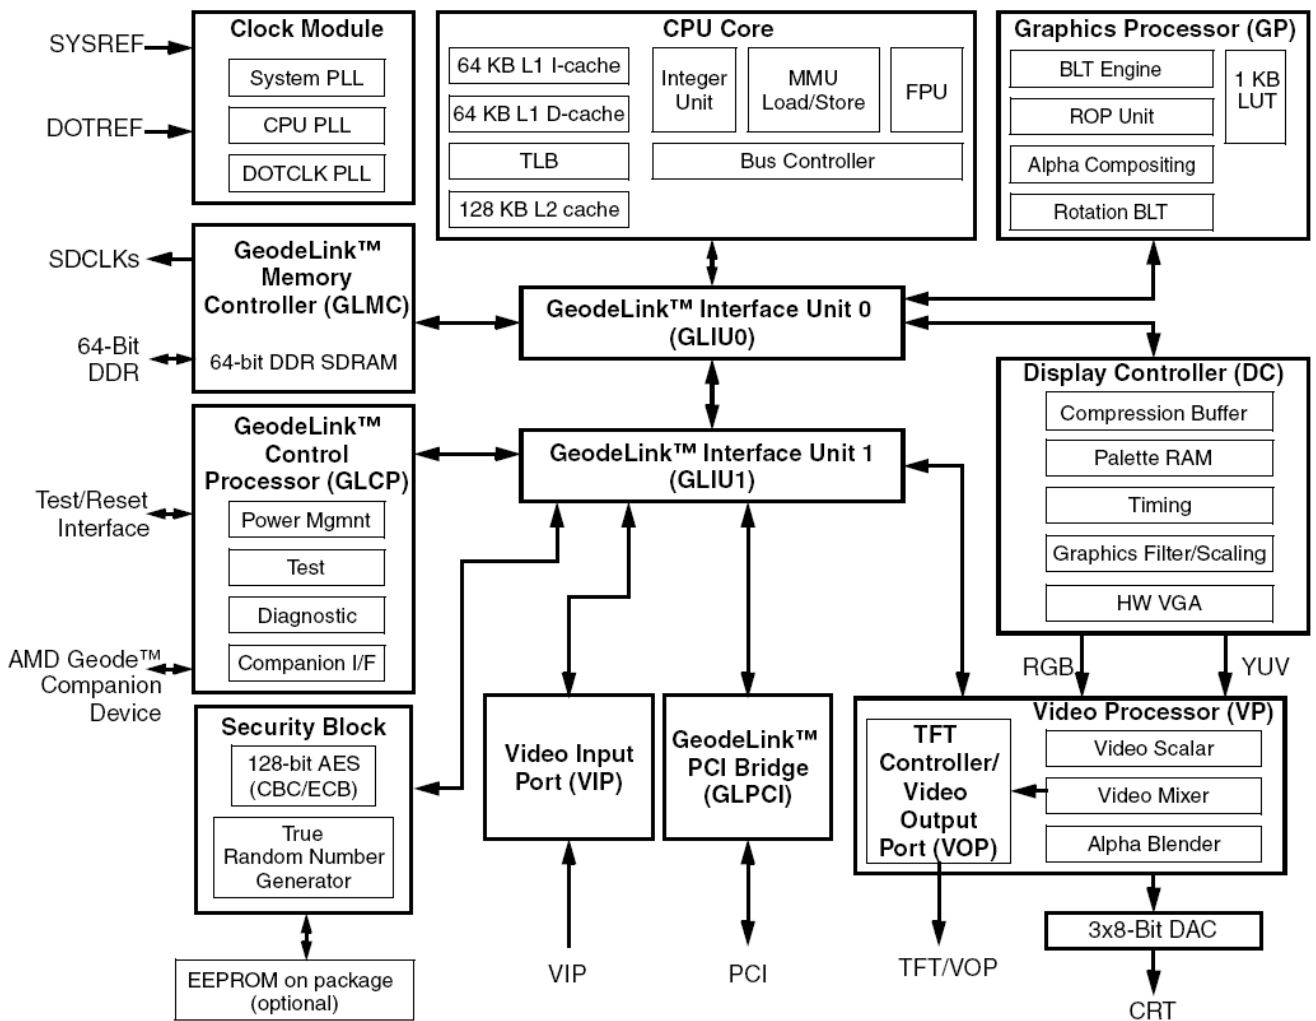 SYSREF
DOTREF
Clock Module
System PLL
CPU PLL
DOTCLK PLL
CPU Core
64 KB L1 I-cache
64 KB L1 D-cache
TLB
128 KB L2 cache
Integer
Unit
MMU
Load/Store
FPU
Bus Controller
Graphics Processor (GP)
BLT Engine
ROP Unit
Alpha Compositing
Rotation BLT
1 KB
LUT
SDCLKs
64-Bit
DDR
GeodeLink™
Memory
Controller (GLMC)
64-bit DDR SDRAM
GeodeLink™ Interface Unit 0
(GLIU0)
Display Controller (DC)
Compression Buffer
Palette RAM
Timing
Graphics Filter/Scaling
HW VGA
Test/Reset
Interface
AMD Geode™
Companion
Device
GeodeLink™
Control
Processor (GLCP)
Power Mgmnt
Test
Diagnostic
Companion I/F
GeodeLink™ Interface Unit 1
(GLIU1)
RGB
YUV
Security Block
128-bit AES
(CBC/ECB)
True
Random Number
Generator
EEPROM on package
(optional)
Video Input
Port (VIP)
VIP
GeodeLink™
PCI Bridge
(GLPCI)
PCI
Video Processor (VP)
TFT
Controller/
Video
Output
Port (VOP)
Video Scalar
Video Mixer
Alpha Blender
TFT/VOP
3x8-Bit DAC
CRT